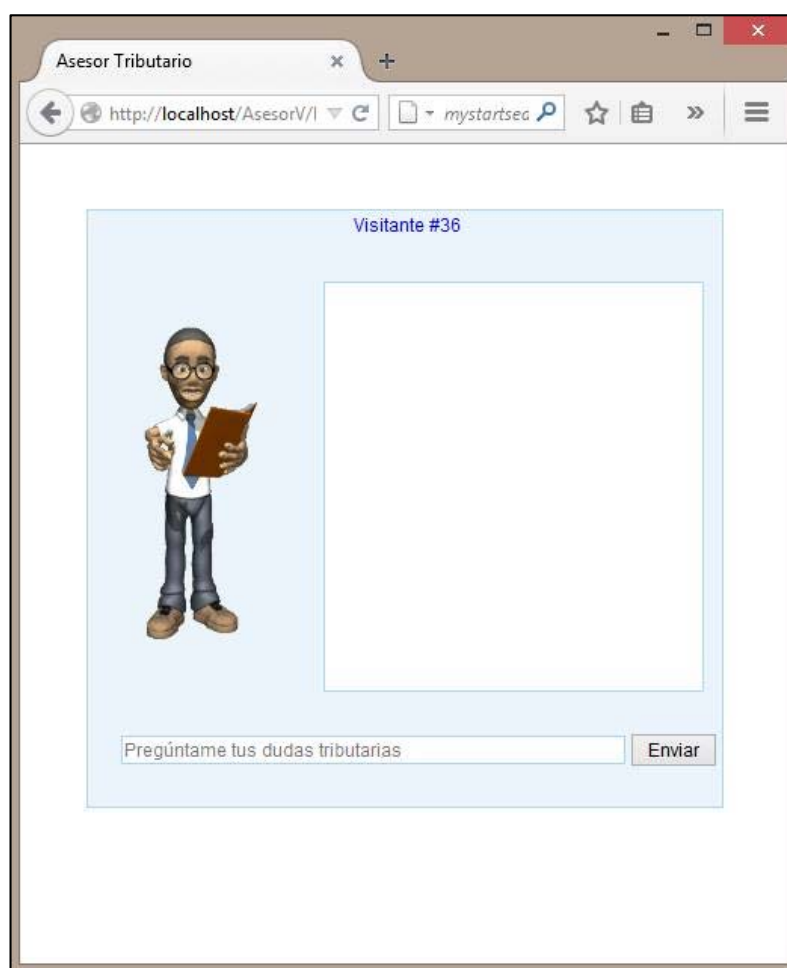 Asesor Tributario
http://localhost/AsesorV/
mystartsea
Visitante #36
Pregúntame tus dudas tributarias
Enviar